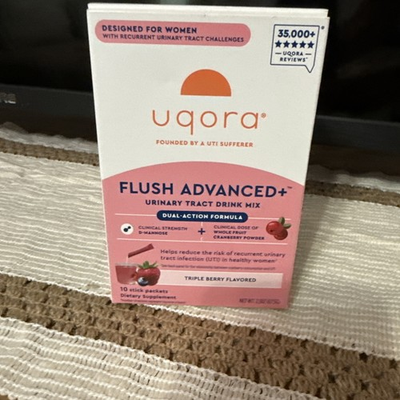 DESIGNED FOR WOMEN
WITH RECURRENT URINARY TRACT CHALLENGES
35,000+
★★★★★
UQORA
REVIEWS
uqora®
FOUNDED BY A UTI SUFFERER
FLUSH ADVANCED+™
URINARY TRACT DRINK MIX
DUAL-ACTION FORMULA
CLINICAL STRENGTH
D-MANNOSE
+
CLINICAL DOSE OF
WHOLE FRUIT
CRANBERRY POWDER
Helps reduce the risk of recurrent urinary
tract infection (UTI) in healthy women
TRIPLE BERRY FLAVORED
10 stick packets
Dietary Supplement
NET WT.